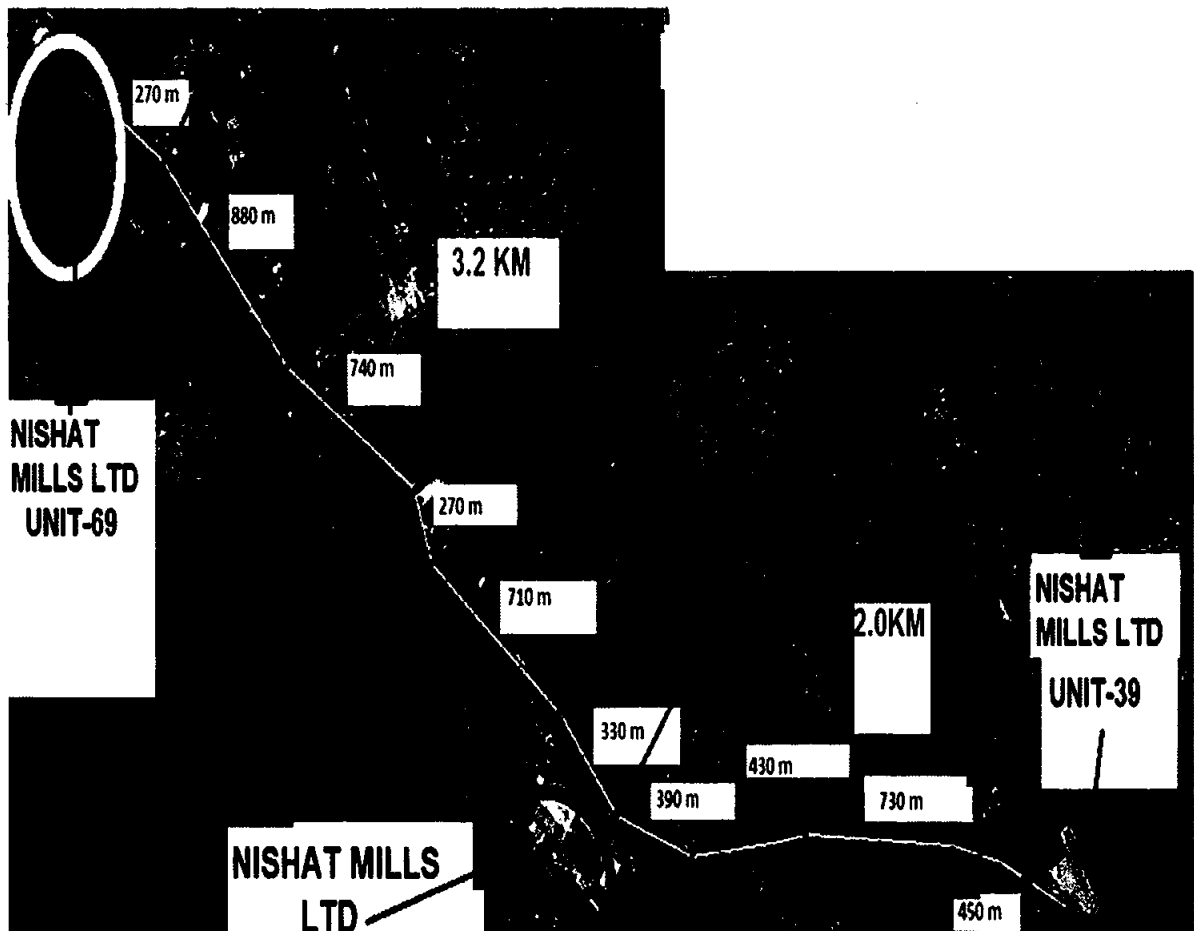 270 m
880 m
3.2 KM
740 m
NISHAT
MILLS LTD
UNIT-69
270 m
710 m
2.0KM
NISHAT
MILLS LTD
UNIT-39
330 m
430 m
390 m
730 m
NISHAT MILLS
LTD
450 m